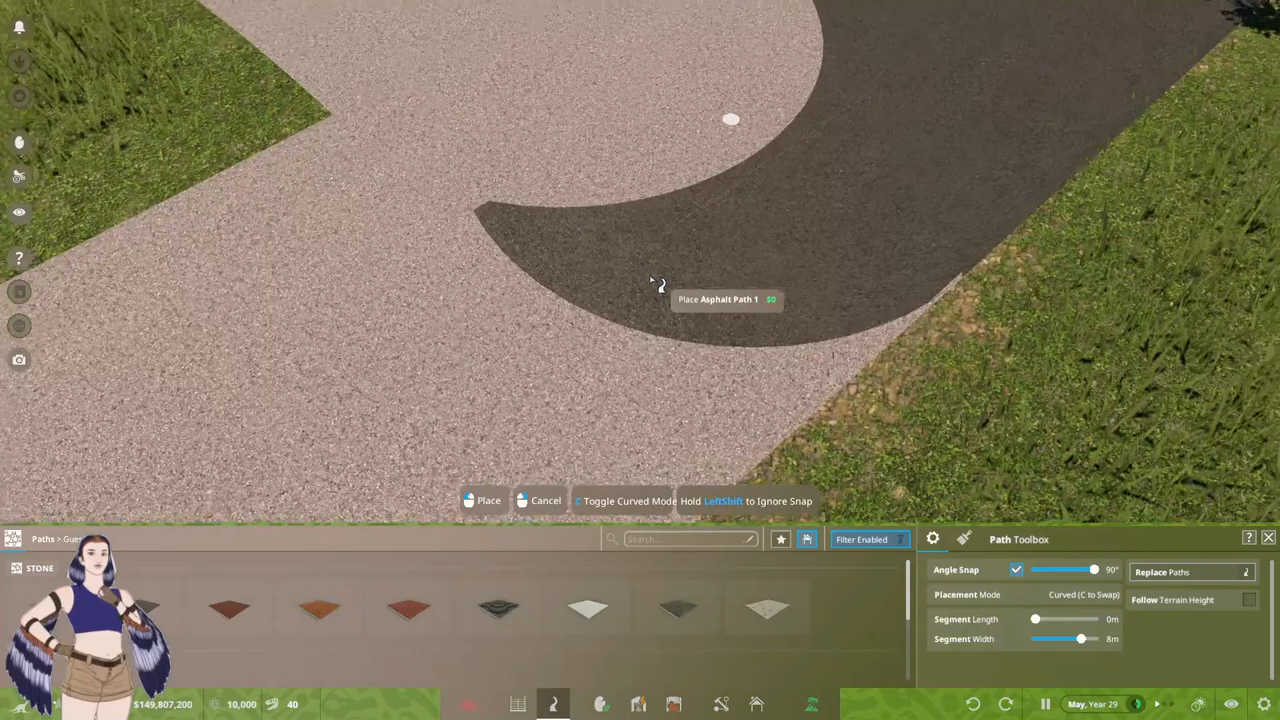 Place Asphalt Path 1 $0
Place Cancel C Toggle Curved Mode Hold LeftShift to Ignore Snap
Paths > Gues
Search...
Filter Enabled
Path Toolbox
? 
STONE
Angle Snap 90°
Replace Paths
Placement Mode Curved (C to Swap)
Follow Terrain Height
Segment Length 0m
Segment Width 8m
$149,807,200 10,000 40
May, Year 29